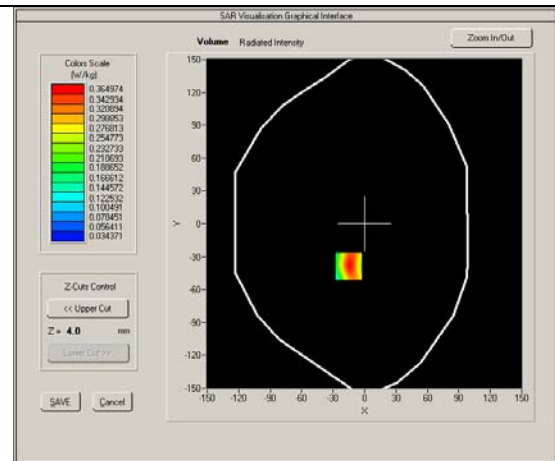 SAR Visualisation Graphical Interface
Volume Radiated Intensity
Zoom In/Out
Colors Scale
(W/kg)
0.364974
0.342934
0.320894
0.298853
0.276813
0.254773
0.232733
0.210693
0.188652
0.166612
0.144572
0.122532
0.100491
0.078451
0.056411
0.034371
Z-Cuts Control
<< Upper Cut
Z = 4.0 mm
Lower Cut >>
SAVE Cancel
Y
150
120
90
60
30
0
-30
-60
-90
-120
-150
-150 -120 -90 -60 -30 0 30 60 90 120 150
X